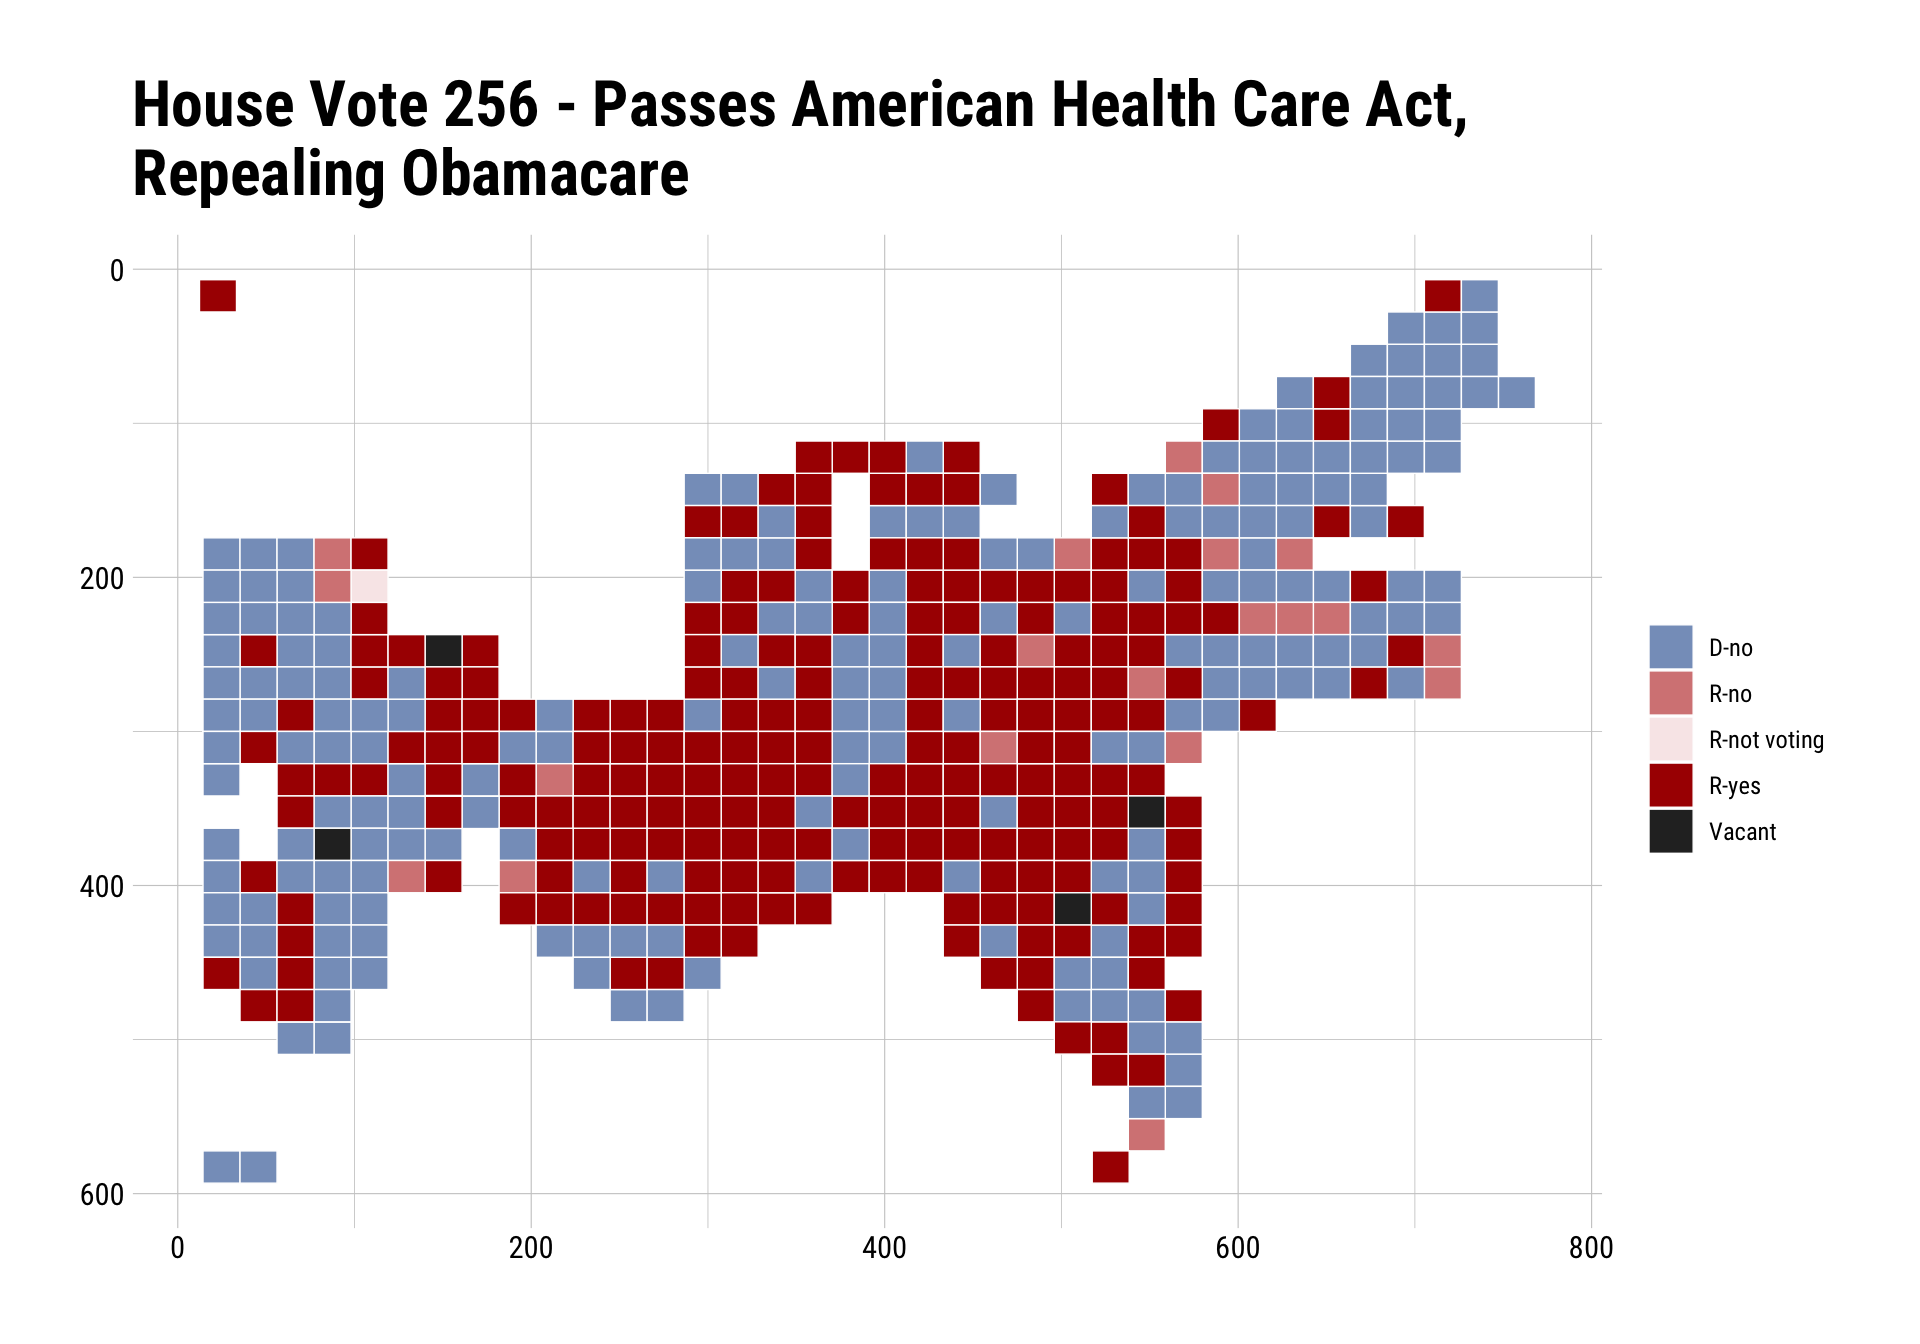 House Vote 256 - Passes American Health Care Act,
Repealing Obamacare
0
200
400
600
0
200
400
600
800
D-no
R-no
R-not voting
R-yes
Vacant